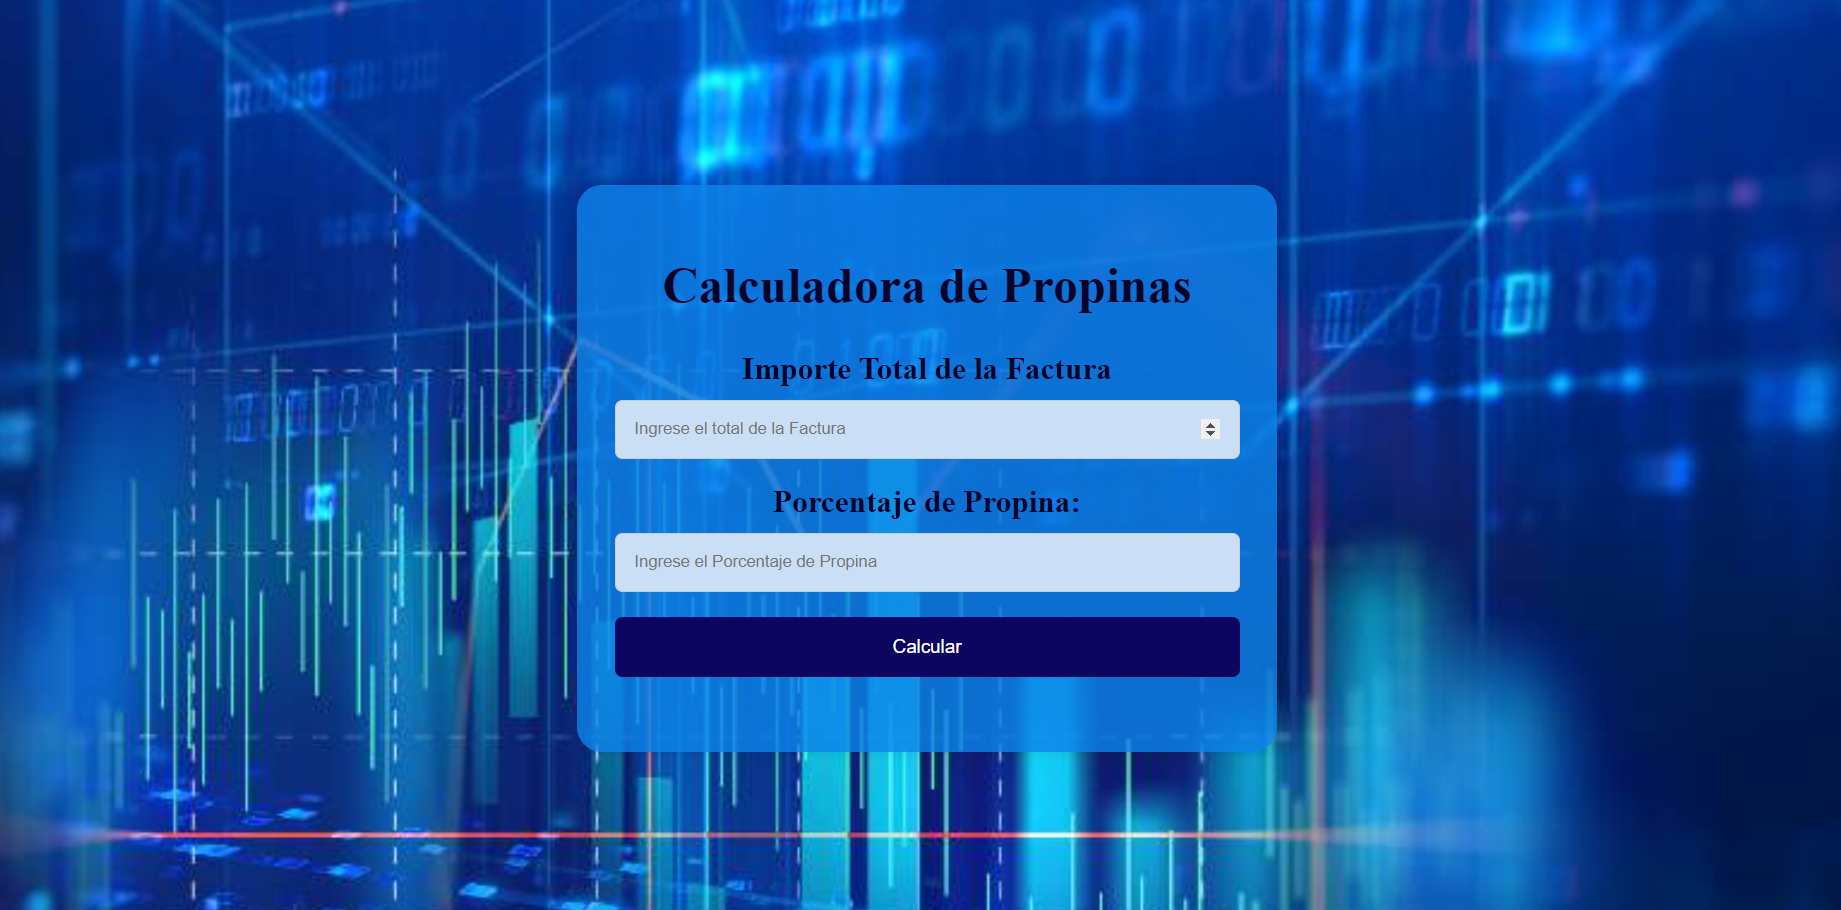 Calculadora de Propinas
Importe Total de la Factura
Ingrese el total de la Factura
Porcentaje de Propina:
Ingrese el Porcentaje de Propina
Calcular